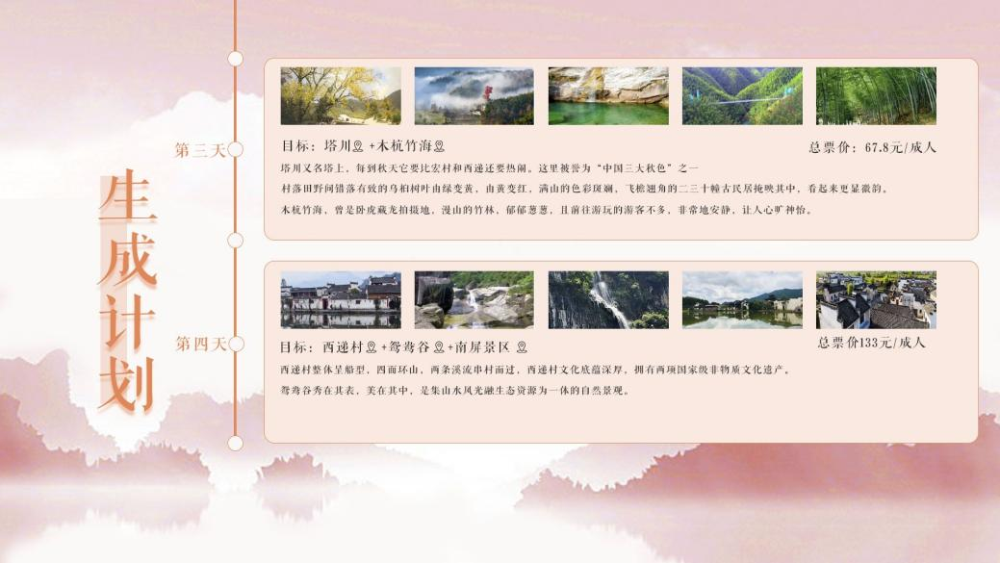 生成计划
第三天
目标：塔川 +木杭竹海
总票价：67.8元/成人
塔川又名塔上，每到秋天它要比宏村和西递还要热闹。这里被誉为“中国三大秋色”之一
村落田野间错落有致的乌桕树叶由绿变黄，由黄变红，满山的色彩斑斓，飞檐翘角的二三十幢古民居掩映其中，看起来更显徽韵。
木杭竹海，曾是卧虎藏龙拍摄地，漫山的竹林，郁郁葱葱，且前往游玩的游客不多，非常地安静，让人心旷神怡。
第四天
目标：西递村 +鸳鸯谷 +南屏景区
总票价133元/成人
西递村整体呈船型，四面环山，两条溪流串村而过，西递村文化底蕴深厚，拥有两项国家级非物质文化遗产。
鸳鸯谷秀在其表，美在其中，是集山水风光融生态资源为一体的自然景观。